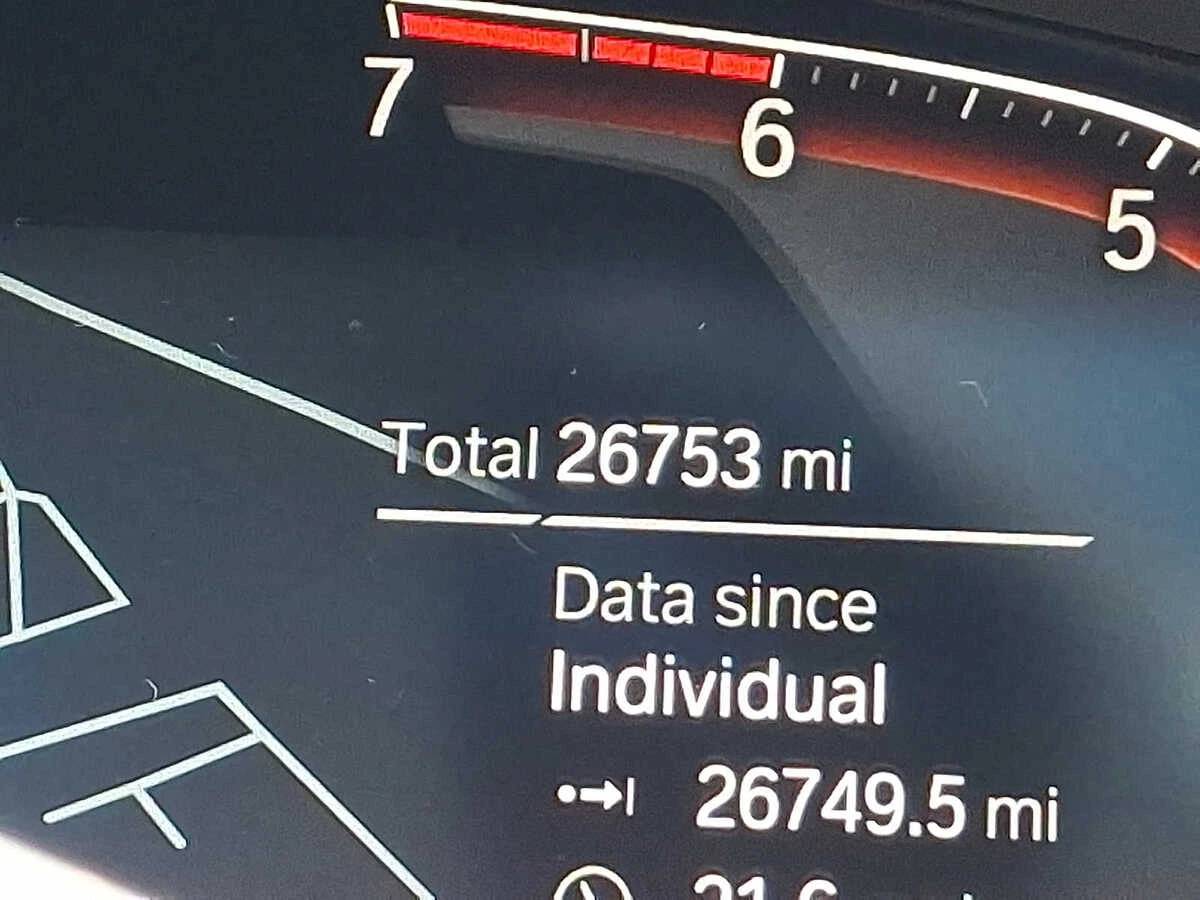 7
6
5
Total 26753 mi
Data since
Individual
26749.5 mi